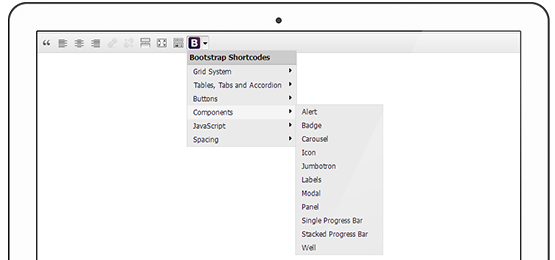 B
Bootstrap Shortcodes
Grid System
Tables, Tabs and Accordion
Buttons
Components
JavaScript
Spacing
Alert
Badge
Carousel
Icon
Jumbotron
Labels
Modal
Panel
Single Progress Bar
Stacked Progress Bar
Well